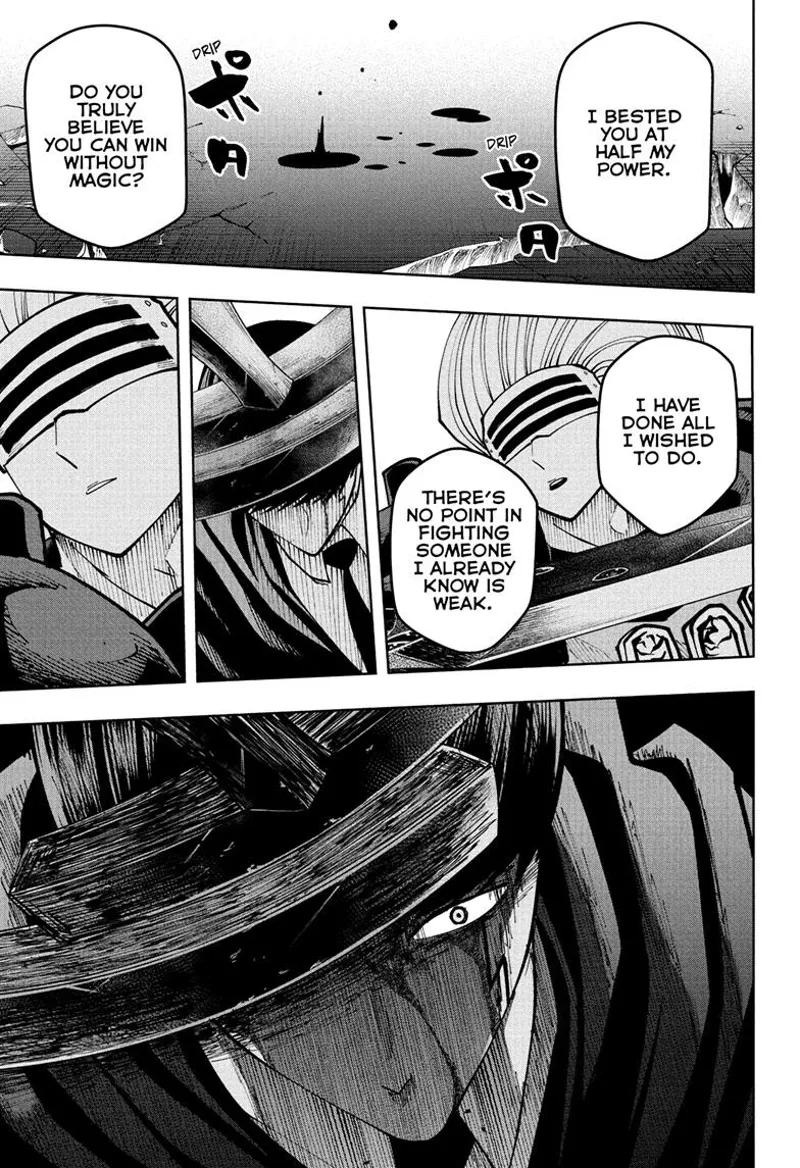 I BESTED
YOU AT
HALF MY
POWER.
DRIP
ポタ
DRIP
ポタ
DO YOU
TRULY
BELIEVE
YOU CAN WIN
WITHOUT
MAGIC?
I HAVE
DONE ALL
I WISHED
TO DO.
THERE'S
NO POINT IN
FIGHTING
SOMEONE
I ALREADY
KNOW IS
WEAK.